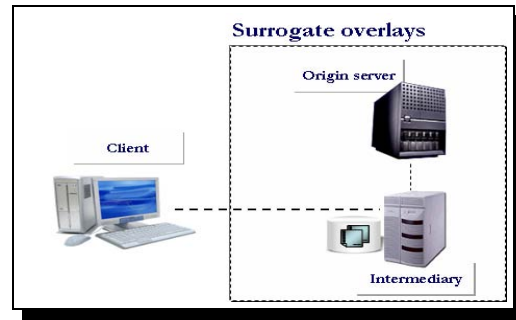 Surrogate overlays
Origin server
Client
Intermediary